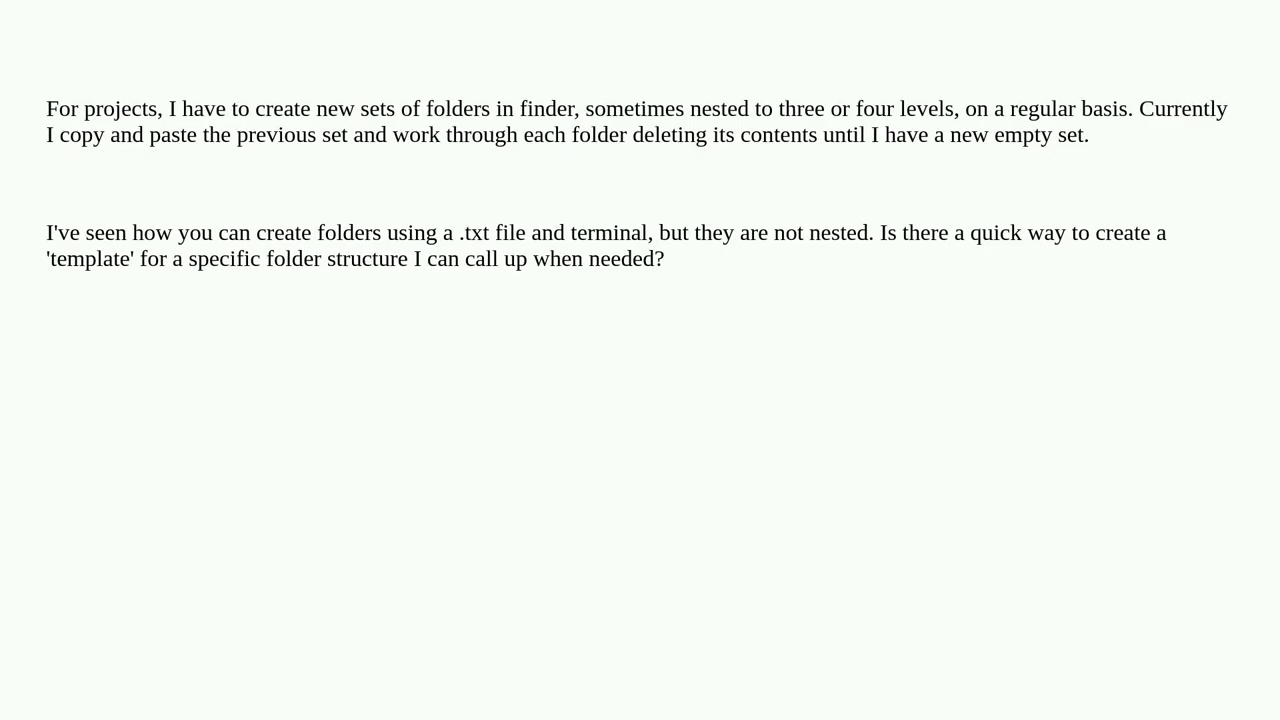 For projects, I have to create new sets of folders in finder, sometimes nested to three or four levels, on a regular basis. Currently
I copy and paste the previous set and work through each folder deleting its contents until I have a new empty set.
I've seen how you can create folders using a .txt file and terminal, but they are not nested. Is there a quick way to create a
'template' for a specific folder structure I can call up when needed?